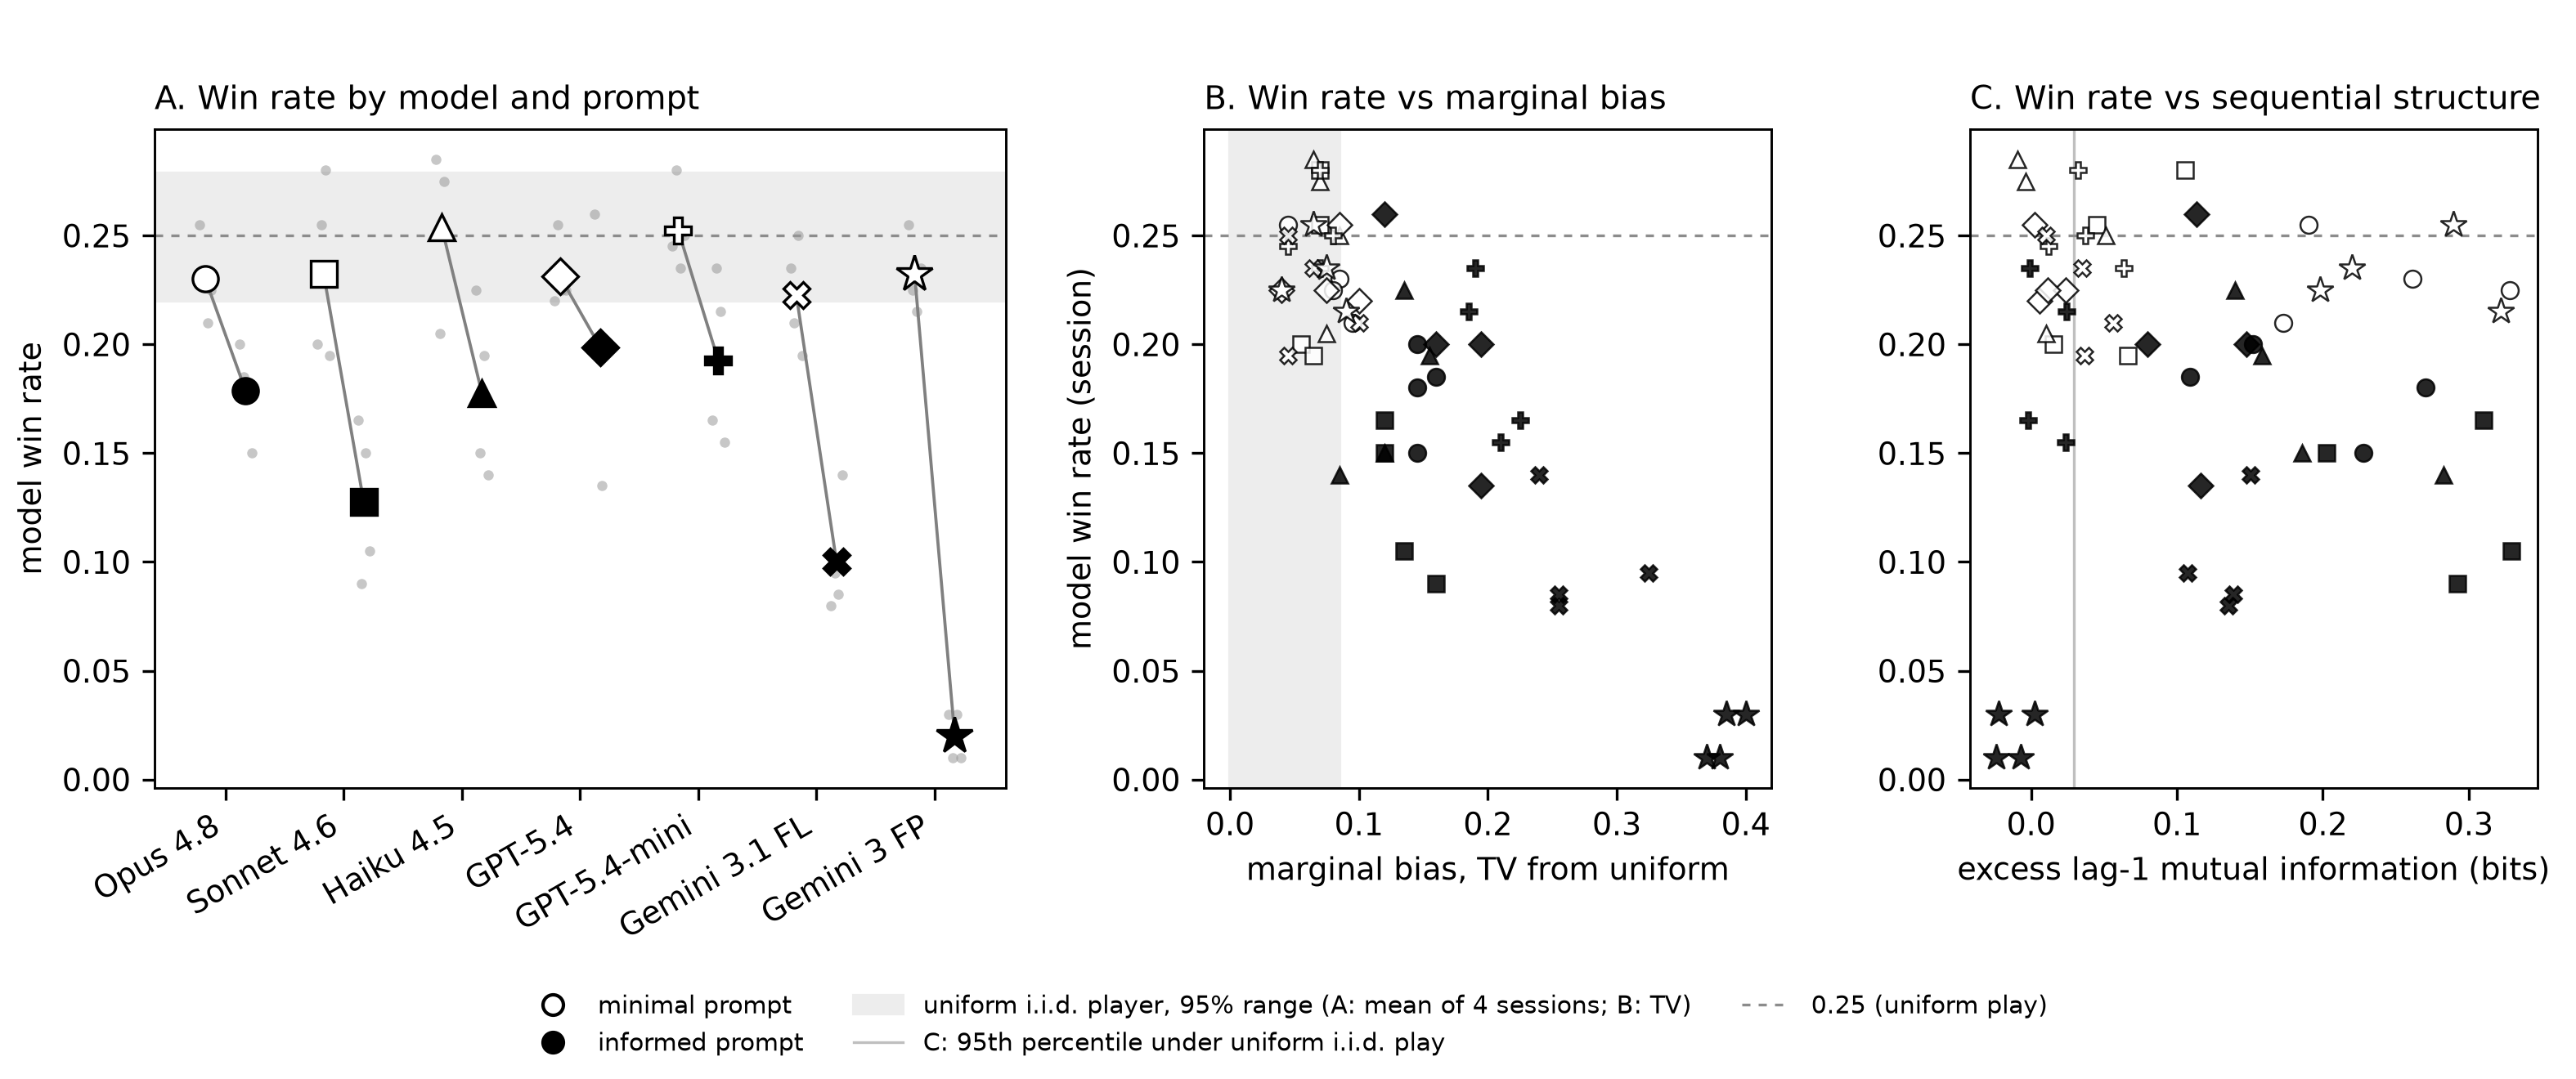 A. Win rate by model and prompt
model win rate
0.25
0.20
0.15
0.10
0.05
0.00
Opus 4.8
Sonnet 4.6
Haiku 4.5
GPT-5.4
GPT-5.4-mini
Gemini 3.1 FL
Gemini 3 FP
B. Win rate vs marginal bias
model win rate (session)
0.25
0.20
0.15
0.10
0.05
0.00
0.0 0.1 0.2 0.3 0.4
marginal bias, TV from uniform
C. Win rate vs sequential structure
0.25
0.20
0.15
0.10
0.05
0.00
0.0 0.1 0.2 0.3
excess lag-1 mutual information (bits)
minimal prompt
informed prompt
uniform i.i.d. player, 95% range (A: mean of 4 sessions; B: TV)
C: 95th percentile under uniform i.i.d. play
0.25 (uniform play)